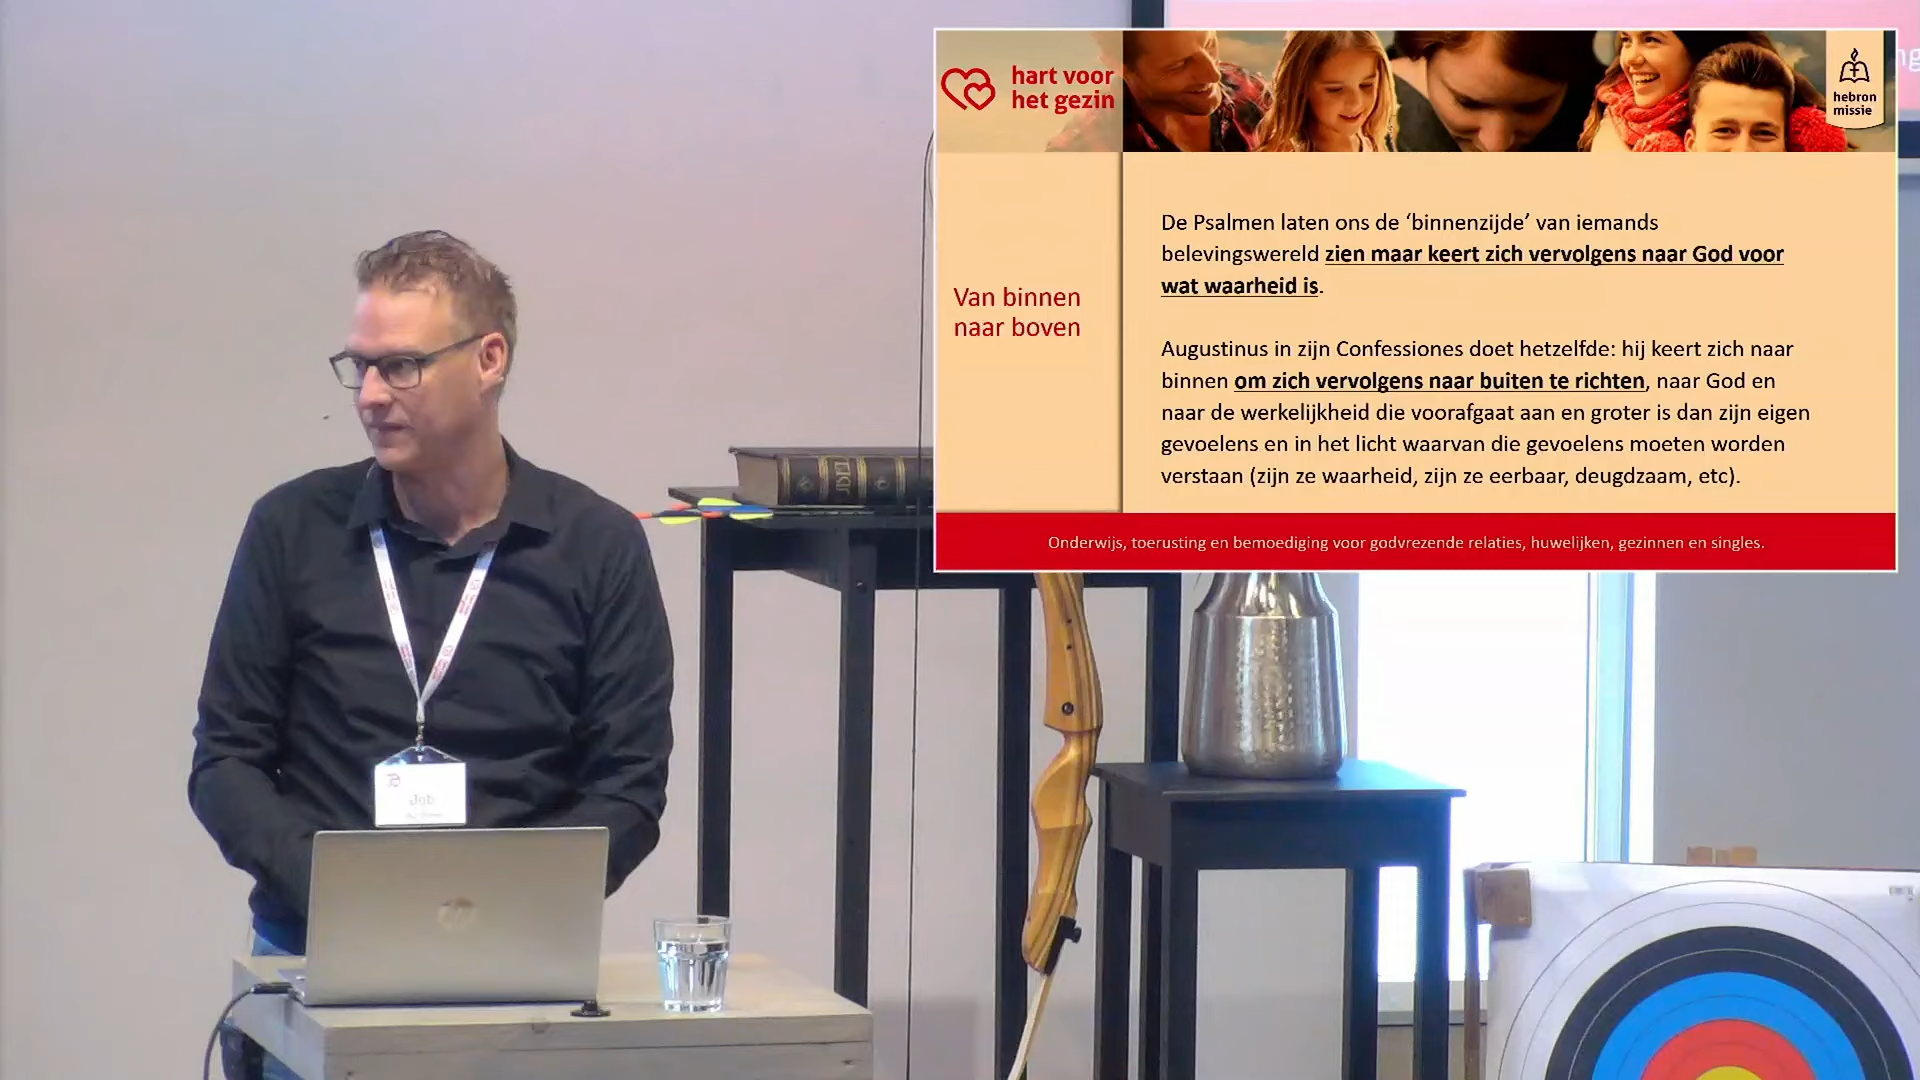 hart voor
het gezin
hebron
missie
Van binnen
naar boven
De Psalmen laten ons de ‘binnenzijde’ van iemands
belevingswereld zien maar keert zich vervolgens naar God voor
wat waarheid is.
Augustinus in zijn Confessiones doet hetzelfde: hij keert zich naar
binnen om zich vervolgens naar buiten te richten, naar God en
naar de werkelijkheid die voorafgaat aan en groter is dan zijn eigen
gevoelens en in het licht waarvan die gevoelens moeten worden
verstaan (zijn ze waarheid, zijn ze eerbaar, deugdzaam, etc).
Onderwijs, toerusting en bemoediging voor godvrezende relaties, huwelijken, gezinnen en singles.
Job
hp